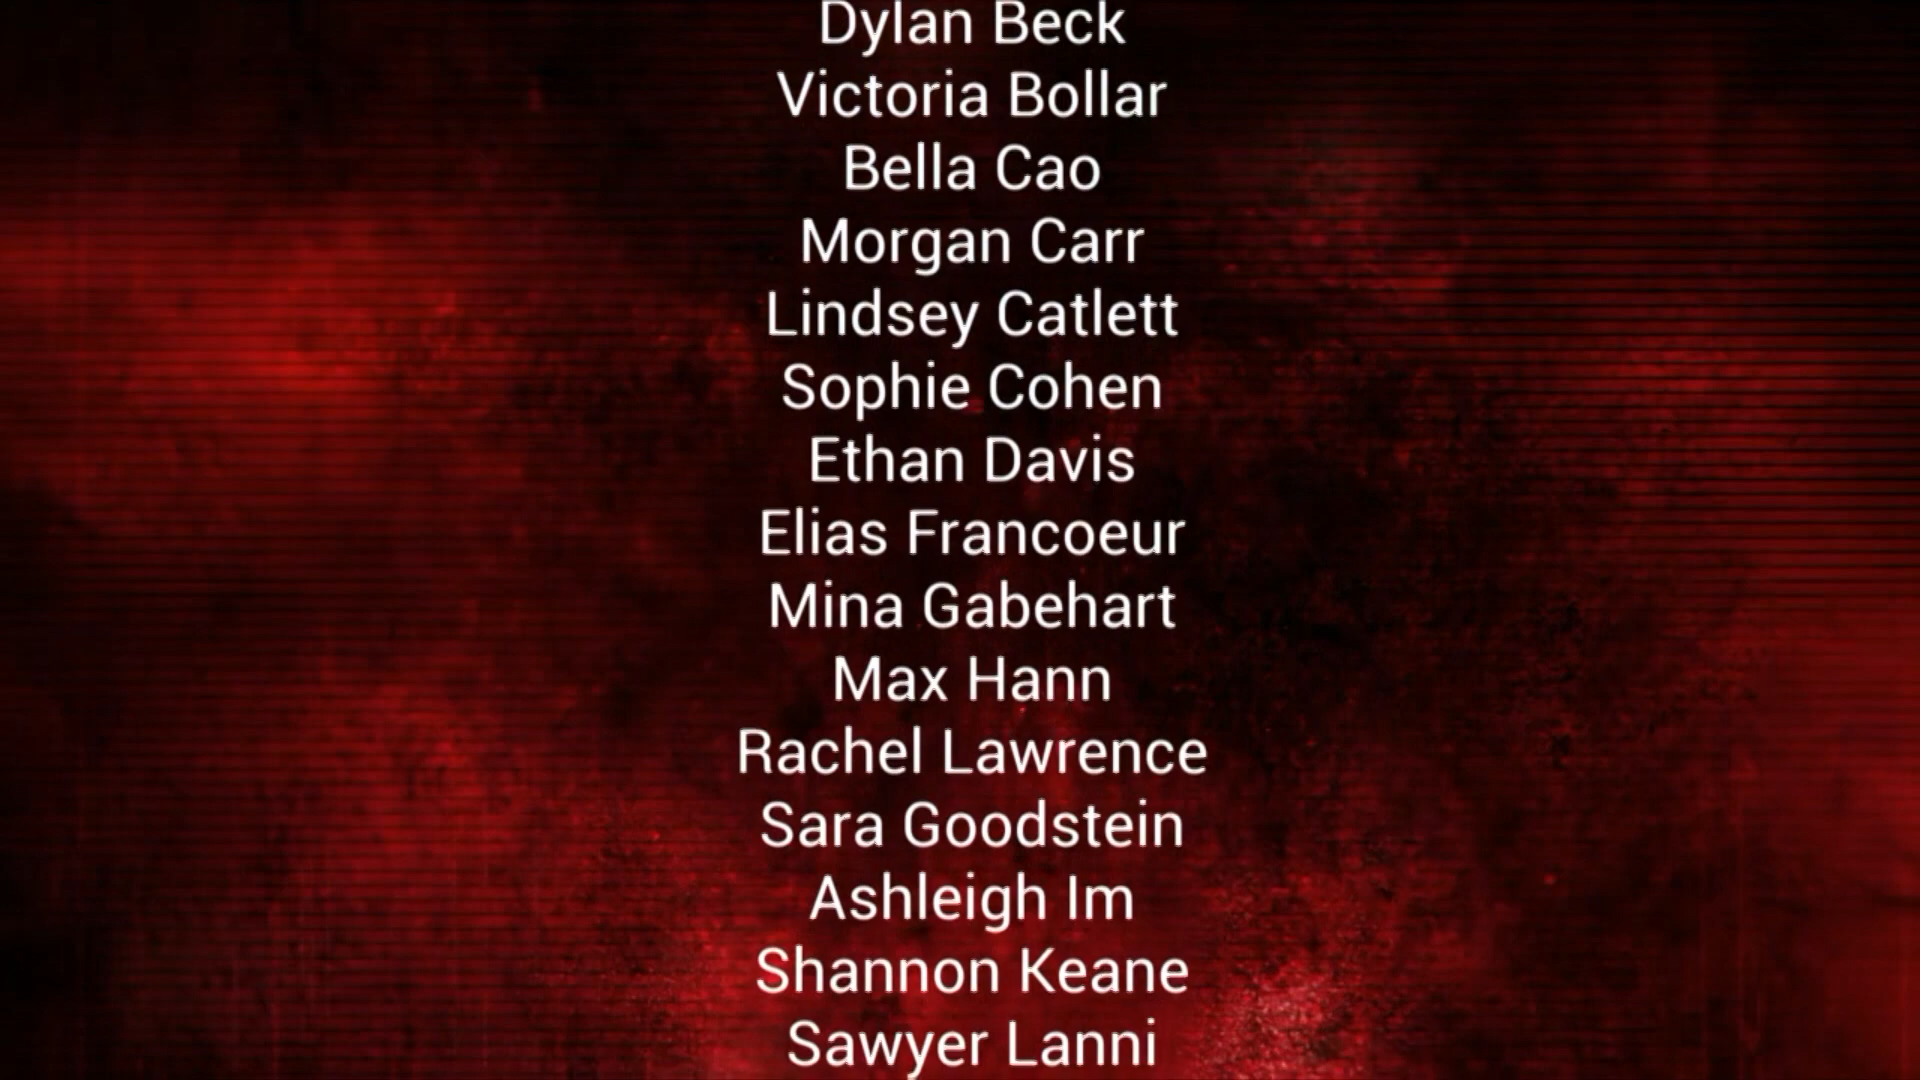 Dylan Beck
Victoria Bollar
Bella Cao
Morgan Carr
Lindsey Catlett
Sophie Cohen
Ethan Davis
Elias Francoeur
Mina Gabehart
Max Hann
Rachel Lawrence
Sara Goodstein
Ashleigh Im
Shannon Keane
Sawyer Lanni